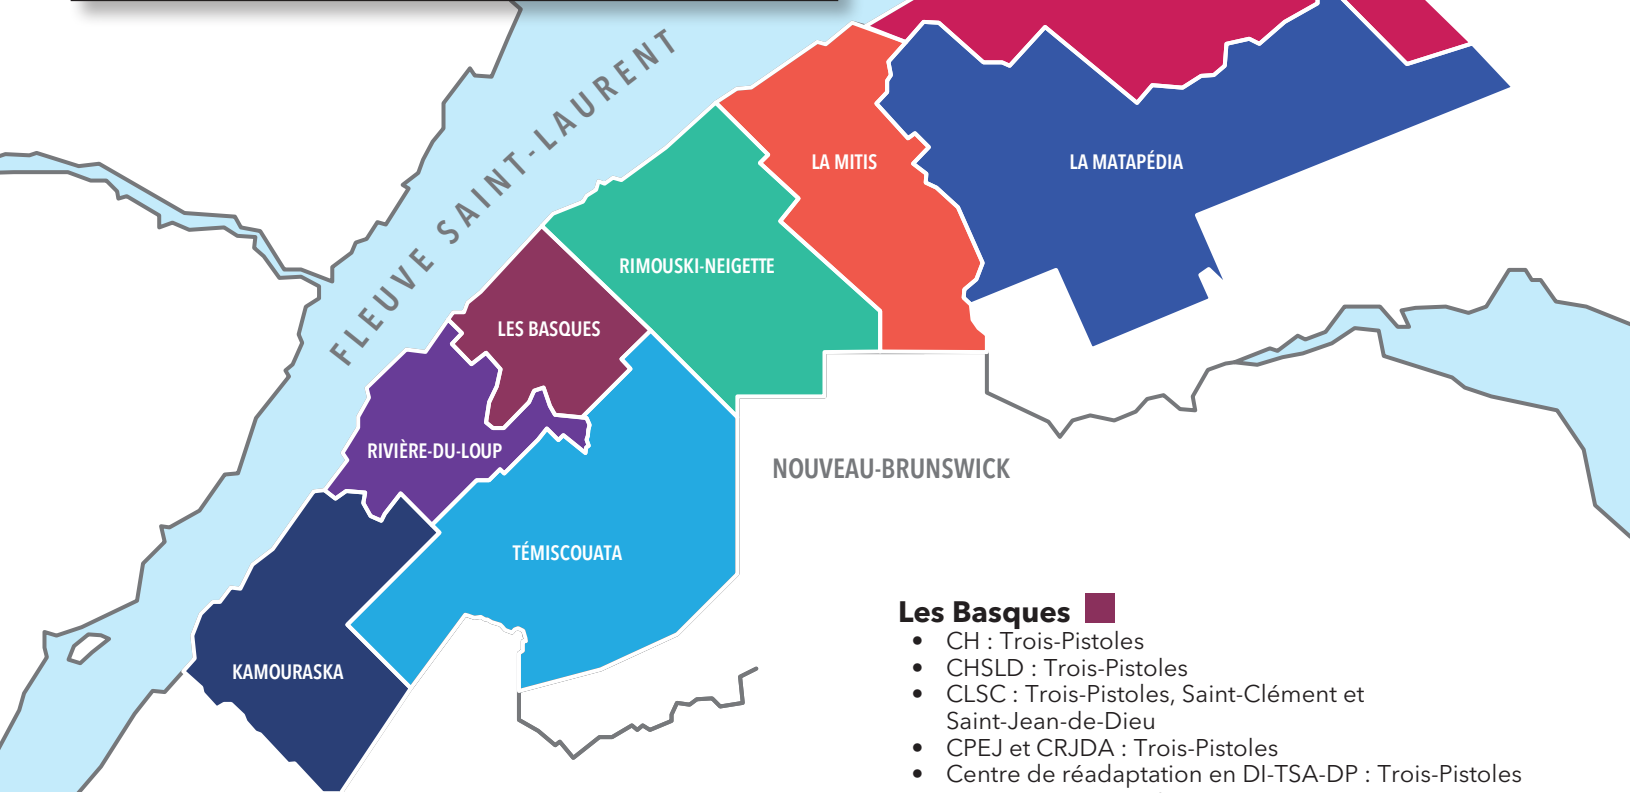 FLEUVE SAINT-LAURENT
LA MITIS
LA MATAPÉDIA
RIMOUSKI-NEIGETTE
LES BASQUES
RIVIÈRE-DU-LOUP
NOUVEAU-BRUNSWICK
TÉMISCOUATA
KAMOURASKA
Les Basques
• CH : Trois-Pistoles
• CHSLD : Trois-Pistoles
• CLSC : Trois-Pistoles, Saint-Clément et
Saint-Jean-de-Dieu
• CPEJ et CRJDA : Trois-Pistoles
• Centre de réadaptation en DI-TSA-DP : Trois-Pistoles